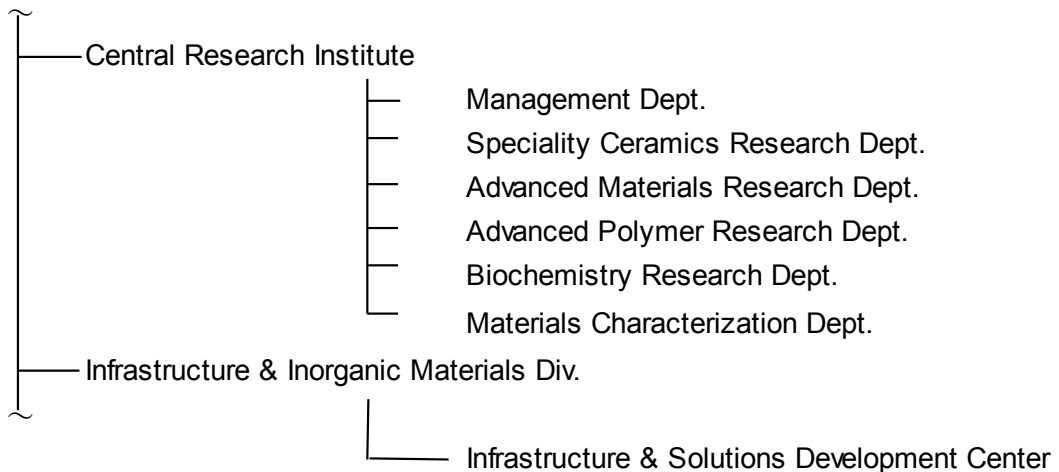 Central Research Institute
Management Dept.
Speciality Ceramics Research Dept.
Advanced Materials Research Dept.
Advanced Polymer Research Dept.
Biochemistry Research Dept.
Materials Characterization Dept.
Infrastructure & Inorganic Materials Div.
Infrastructure & Solutions Development Center